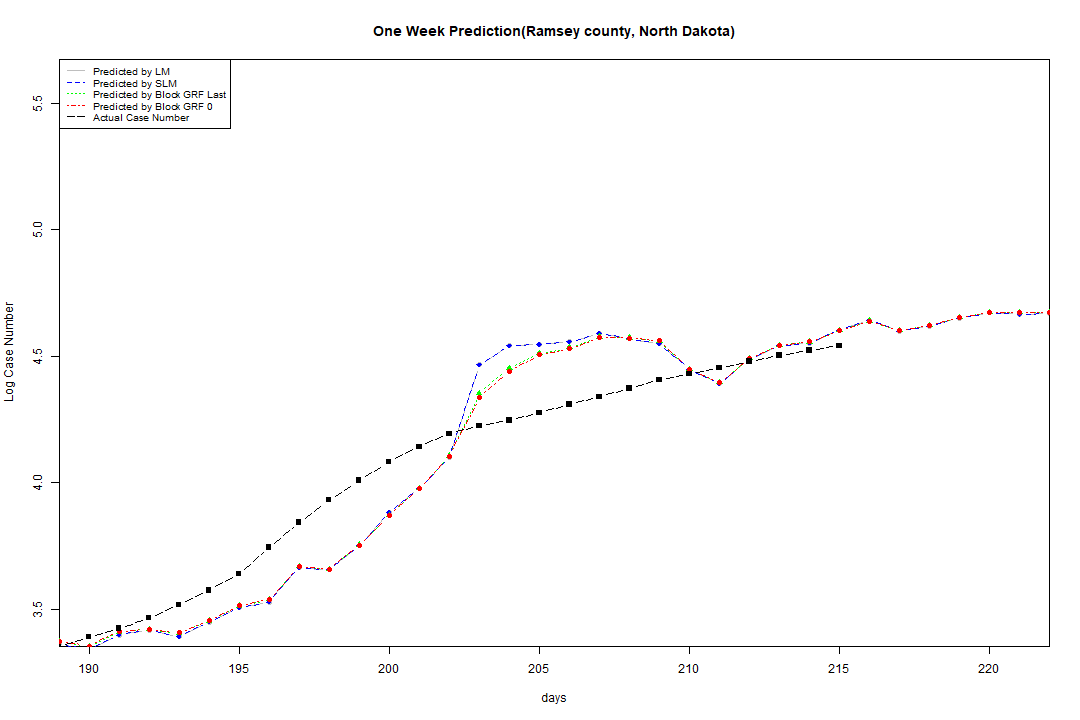 One Week Prediction(Ramsey county, North Dakota)
Predicted by LM
Predicted by SLM
Predicted by Block GRF Last
Predicted by Block GRF 0
Actual Case Number
5.5
5.0
4.5
4.0
3.5
Log Case Number
190 195 200 205 210 215 220
days